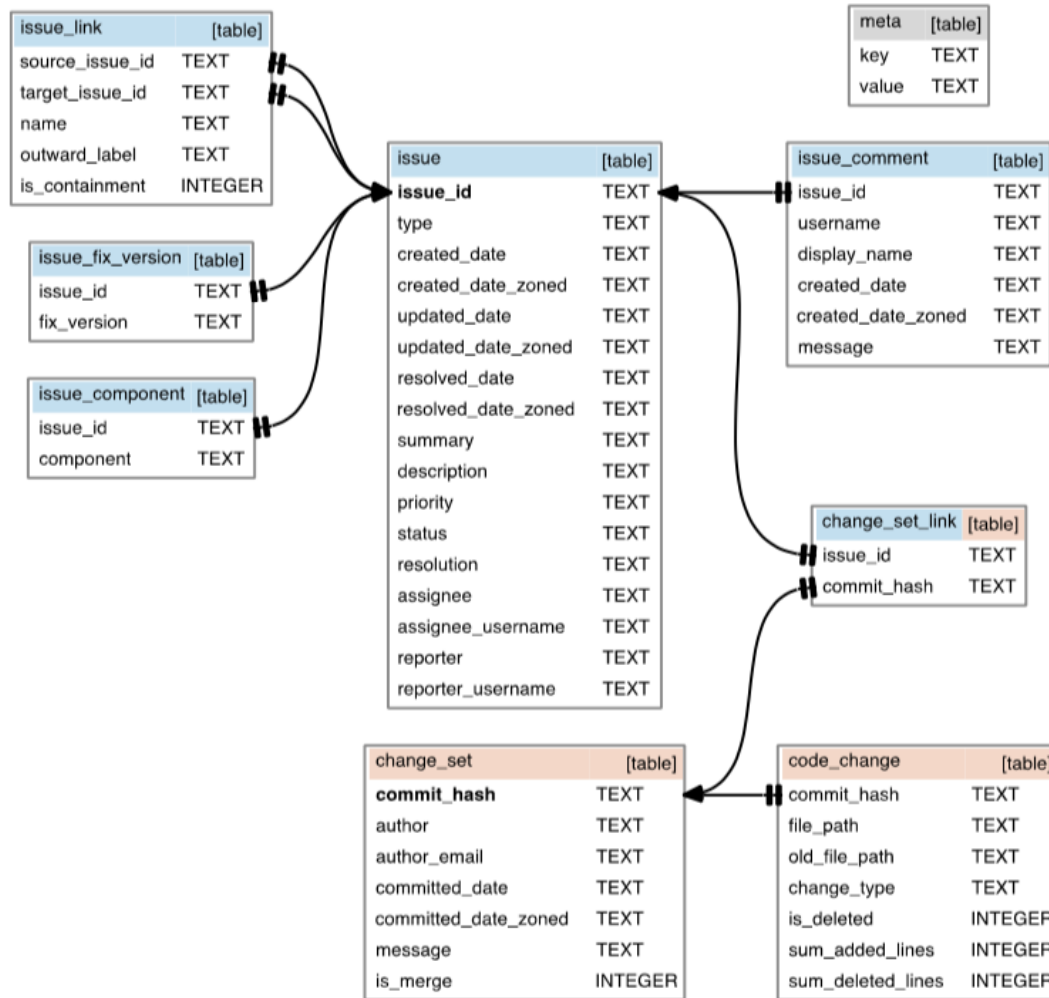 issue_link [table]
source_issue_id TEXT
target_issue_id TEXT
name TEXT
outward_label TEXT
is_containment INTEGER
meta [table]
key TEXT
value TEXT
issue_fix_version [table]
issue_id TEXT
fix_version TEXT
issue_component [table]
issue_id TEXT
component TEXT
issue [table]
issue_id TEXT
type TEXT
created_date TEXT
created_date_zoned TEXT
updated_date TEXT
updated_date_zoned TEXT
resolved_date TEXT
resolved_date_zoned TEXT
summary TEXT
description TEXT
priority TEXT
status TEXT
resolution TEXT
assignee TEXT
assignee_username TEXT
reporter TEXT
reporter_username TEXT
issue_comment [table]
issue_id TEXT
username TEXT
display_name TEXT
created_date TEXT
created_date_zoned TEXT
message TEXT
change_set_link [table]
issue_id TEXT
commit_hash TEXT
change_set [table]
commit_hash TEXT
author TEXT
author_email TEXT
committed_date TEXT
committed_date_zoned TEXT
message TEXT
is_merge INTEGER
code_change [table]
commit_hash TEXT
file_path TEXT
old_file_path TEXT
change_type TEXT
is_deleted INTEGER
sum_added_lines INTEGER
sum_deleted_lines INTEGER